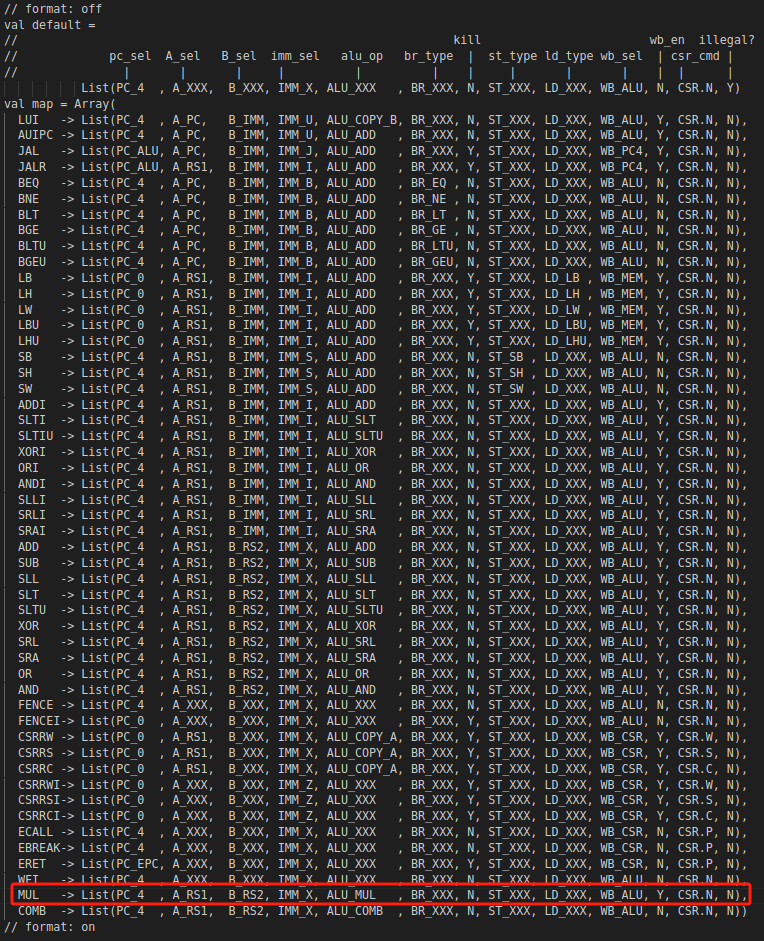 // format: off
val default =
//                                                                 kill                                        wb_en  illegal?
//             pc_sel  A_sel   B_sel  imm_sel   alu_op   br_type  |  st_type ld_type wb_sel  | csr_cmd |
//               |       |       |     |          |          |     |     |       |       |    |  |      |
List(PC_4  , A_XXX,  B_XXX, IMM_X, ALU_XXX   , BR_XXX, N, ST_XXX, LD_XXX, WB_ALU, N, CSR.N, Y)
val map = Array(
LUI   -> List(PC_4  , A_PC,   B_IMM, IMM_U, ALU_COPY_B, BR_XXX, N, ST_XXX, LD_XXX, WB_ALU, Y, CSR.N, N),
AUIPC -> List(PC_4  , A_PC,   B_IMM, IMM_U, ALU_ADD   , BR_XXX, N, ST_XXX, LD_XXX, WB_ALU, Y, CSR.N, N),
JAL   -> List(PC_ALU, A_PC,   B_IMM, IMM_J, ALU_ADD   , BR_XXX, Y, ST_XXX, LD_XXX, WB_PC4, Y, CSR.N, N),
JALR  -> List(PC_ALU, A_RS1,  B_IMM, IMM_I, ALU_ADD   , BR_XXX, Y, ST_XXX, LD_XXX, WB_PC4, Y, CSR.N, N),
BEQ   -> List(PC_4  , A_PC,   B_IMM, IMM_B, ALU_ADD   , BR_EQ , N, ST_XXX, LD_XXX, WB_ALU, N, CSR.N, N),
BNE   -> List(PC_4  , A_PC,   B_IMM, IMM_B, ALU_ADD   , BR_NE , N, ST_XXX, LD_XXX, WB_ALU, N, CSR.N, N),
BLT   -> List(PC_4  , A_PC,   B_IMM, IMM_B, ALU_ADD   , BR_LT , N, ST_XXX, LD_XXX, WB_ALU, N, CSR.N, N),
BGE   -> List(PC_4  , A_PC,   B_IMM, IMM_B, ALU_ADD   , BR_GE , N, ST_XXX, LD_XXX, WB_ALU, N, CSR.N, N),
BLTU  -> List(PC_4  , A_PC,   B_IMM, IMM_B, ALU_ADD   , BR_LTU, N, ST_XXX, LD_XXX, WB_ALU, N, CSR.N, N),
BGEU  -> List(PC_4  , A_PC,   B_IMM, IMM_B, ALU_ADD   , BR_GEU, N, ST_XXX, LD_XXX, WB_ALU, N, CSR.N, N),
LB    -> List(PC_0  , A_RS1,  B_IMM, IMM_I, ALU_ADD   , BR_XXX, Y, ST_XXX, LD_LB , WB_MEM, Y, CSR.N, N),
LH    -> List(PC_0  , A_RS1,  B_IMM, IMM_I, ALU_ADD   , BR_XXX, Y, ST_XXX, LD_LH , WB_MEM, Y, CSR.N, N),
LW    -> List(PC_0  , A_RS1,  B_IMM, IMM_I, ALU_ADD   , BR_XXX, Y, ST_XXX, LD_LW , WB_MEM, Y, CSR.N, N),
LBU   -> List(PC_0  , A_RS1,  B_IMM, IMM_I, ALU_ADD   , BR_XXX, Y, ST_XXX, LD_LBU, WB_MEM, Y, CSR.N, N),
LHU   -> List(PC_0  , A_RS1,  B_IMM, IMM_I, ALU_ADD   , BR_XXX, Y, ST_XXX, LD_LHU, WB_MEM, Y, CSR.N, N),
SB    -> List(PC_4  , A_RS1,  B_IMM, IMM_S, ALU_ADD   , BR_XXX, N, ST_SB , LD_XXX, WB_ALU, N, CSR.N, N),
SH    -> List(PC_4  , A_RS1,  B_IMM, IMM_S, ALU_ADD   , BR_XXX, N, ST_SH , LD_XXX, WB_ALU, N, CSR.N, N),
SW    -> List(PC_4  , A_RS1,  B_IMM, IMM_S, ALU_ADD   , BR_XXX, N, ST_SW , LD_XXX, WB_ALU, N, CSR.N, N),
ADDI  -> List(PC_4  , A_RS1,  B_IMM, IMM_I, ALU_ADD   , BR_XXX, N, ST_XXX, LD_XXX, WB_ALU, Y, CSR.N, N),
SLTI  -> List(PC_4  , A_RS1,  B_IMM, IMM_I, ALU_SLT   , BR_XXX, N, ST_XXX, LD_XXX, WB_ALU, Y, CSR.N, N),
SLTIU -> List(PC_4  , A_RS1,  B_IMM, IMM_I, ALU_SLTU  , BR_XXX, N, ST_XXX, LD_XXX, WB_ALU, Y, CSR.N, N),
XORI  -> List(PC_4  , A_RS1,  B_IMM, IMM_I, ALU_XOR   , BR_XXX, N, ST_XXX, LD_XXX, WB_ALU, Y, CSR.N, N),
ORI   -> List(PC_4  , A_RS1,  B_IMM, IMM_I, ALU_OR    , BR_XXX, N, ST_XXX, LD_XXX, WB_ALU, Y, CSR.N, N),
ANDI  -> List(PC_4  , A_RS1,  B_IMM, IMM_I, ALU_AND   , BR_XXX, N, ST_XXX, LD_XXX, WB_ALU, Y, CSR.N, N),
SLLI  -> List(PC_4  , A_RS1,  B_IMM, IMM_I, ALU_SLL   , BR_XXX, N, ST_XXX, LD_XXX, WB_ALU, Y, CSR.N, N),
SRLI  -> List(PC_4  , A_RS1,  B_IMM, IMM_I, ALU_SRL   , BR_XXX, N, ST_XXX, LD_XXX, WB_ALU, Y, CSR.N, N),
SRAI  -> List(PC_4  , A_RS1,  B_IMM, IMM_I, ALU_SRA   , BR_XXX, N, ST_XXX, LD_XXX, WB_ALU, Y, CSR.N, N),
ADD   -> List(PC_4  , A_RS1,  B_RS2, IMM_X, ALU_ADD   , BR_XXX, N, ST_XXX, LD_XXX, WB_ALU, Y, CSR.N, N),
SUB   -> List(PC_4  , A_RS1,  B_RS2, IMM_X, ALU_SUB   , BR_XXX, N, ST_XXX, LD_XXX, WB_ALU, Y, CSR.N, N),
SLL   -> List(PC_4  , A_RS1,  B_RS2, IMM_X, ALU_SLL   , BR_XXX, N, ST_XXX, LD_XXX, WB_ALU, Y, CSR.N, N),
SLT   -> List(PC_4  , A_RS1,  B_RS2, IMM_X, ALU_SLT   , BR_XXX, N, ST_XXX, LD_XXX, WB_ALU, Y, CSR.N, N),
SLTU  -> List(PC_4  , A_RS1,  B_RS2, IMM_X, ALU_SLTU  , BR_XXX, N, ST_XXX, LD_XXX, WB_ALU, Y, CSR.N, N),
XOR   -> List(PC_4  , A_RS1,  B_RS2, IMM_X, ALU_XOR   , BR_XXX, N, ST_XXX, LD_XXX, WB_ALU, Y, CSR.N, N),
SRL   -> List(PC_4  , A_RS1,  B_RS2, IMM_X, ALU_SRL   , BR_XXX, N, ST_XXX, LD_XXX, WB_ALU, Y, CSR.N, N),
SRA   -> List(PC_4  , A_RS1,  B_RS2, IMM_X, ALU_SRA   , BR_XXX, N, ST_XXX, LD_XXX, WB_ALU, Y, CSR.N, N),
OR    -> List(PC_4  , A_RS1,  B_RS2, IMM_X, ALU_OR    , BR_XXX, N, ST_XXX, LD_XXX, WB_ALU, Y, CSR.N, N),
AND   -> List(PC_4  , A_RS1,  B_RS2, IMM_X, ALU_AND   , BR_XXX, N, ST_XXX, LD_XXX, WB_ALU, Y, CSR.N, N),
FENCE -> List(PC_4  , A_XXX,  B_XXX, IMM_X, ALU_XXX   , BR_XXX, N, ST_XXX, LD_XXX, WB_ALU, N, CSR.N, N),
FENCEI-> List(PC_0  , A_XXX,  B_XXX, IMM_X, ALU_XXX   , BR_XXX, Y, ST_XXX, LD_XXX, WB_ALU, N, CSR.N, N),
CSRRW -> List(PC_0  , A_RS1,  B_XXX, IMM_X, ALU_COPY_A, BR_XXX, Y, ST_XXX, LD_XXX, WB_CSR, Y, CSR.W, N),
CSRRS -> List(PC_0  , A_RS1,  B_XXX, IMM_X, ALU_COPY_A, BR_XXX, Y, ST_XXX, LD_XXX, WB_CSR, Y, CSR.S, N),
CSRRC -> List(PC_0  , A_RS1,  B_XXX, IMM_X, ALU_COPY_A, BR_XXX, Y, ST_XXX, LD_XXX, WB_CSR, Y, CSR.C, N),
CSRRWI-> List(PC_0  , A_XXX,  B_XXX, IMM_Z, ALU_XXX   , BR_XXX, Y, ST_XXX, LD_XXX, WB_CSR, Y, CSR.W, N),
CSRRSI-> List(PC_0  , A_XXX,  B_XXX, IMM_Z, ALU_XXX   , BR_XXX, Y, ST_XXX, LD_XXX, WB_CSR, Y, CSR.S, N),
CSRRCI-> List(PC_0  , A_XXX,  B_XXX, IMM_Z, ALU_XXX   , BR_XXX, Y, ST_XXX, LD_XXX, WB_CSR, Y, CSR.C, N),
ECALL -> List(PC_4  , A_XXX,  B_XXX, IMM_X, ALU_XXX   , BR_XXX, N, ST_XXX, LD_XXX, WB_CSR, N, CSR.P, N),
EBREAK-> List(PC_4  , A_XXX,  B_XXX, IMM_X, ALU_XXX   , BR_XXX, N, ST_XXX, LD_XXX, WB_CSR, N, CSR.P, N),
ERET  -> List(PC_EPC, A_XXX,  B_XXX, IMM_X, ALU_XXX   , BR_XXX, Y, ST_XXX, LD_XXX, WB_CSR, N, CSR.P, N),
WFI   -> List(PC_4  , A_XXX,  B_XXX, IMM_X, ALU_XXX   , BR_XXX, N, ST_XXX, LD_XXX, WB_ALU, N, CSR.N, N),
MUL   -> List(PC_4  , A_RS1,  B_RS2, IMM_X, ALU_MUL   , BR_XXX, N, ST_XXX, LD_XXX, WB_ALU, Y, CSR.N, N),
COMB  -> List(PC_4  , A_RS1,  B_RS2, IMM_X, ALU_COMB  , BR_XXX, N, ST_XXX, LD_XXX, WB_ALU, Y, CSR.N, N))
// format: on